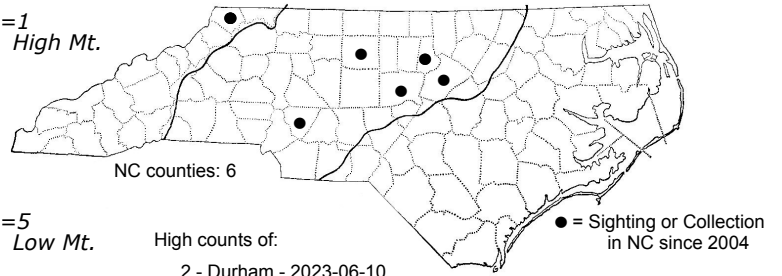 =1
High Mt.
NC counties: 6
=5
Low Mt.
High counts of:
2 - Durham - 2023-06-10
● = Sighting or Collection
in NC since 2004